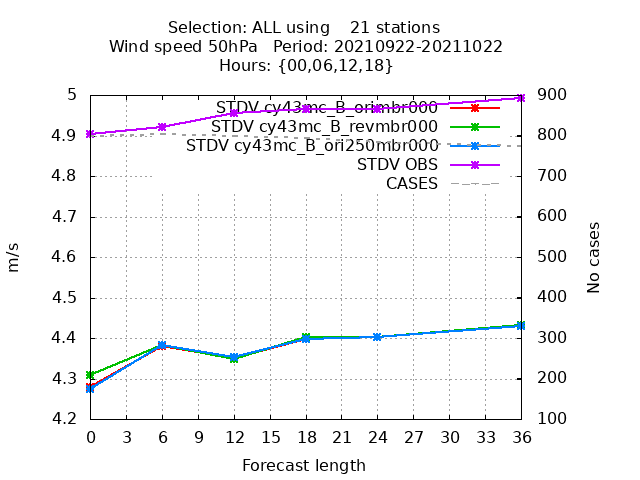 Selection: ALL using 21 stations
Wind speed 50hPa Period: 20210922-20211022
Hours: {00,06,12,18}
STDV cy43mc_B_orimbr000
STDV cy43mc_B_revmbr000
STDV cy43mc_B_ori250mbr000
STDV OBS
CASES
5
4.9
4.8
4.7
4.6
4.5
4.4
4.3
4.2
m/s
900
800
700
600
500
400
300
200
100
No cases
0 3 6 9 12 15 18 21 24 27 30 33 36
Forecast length